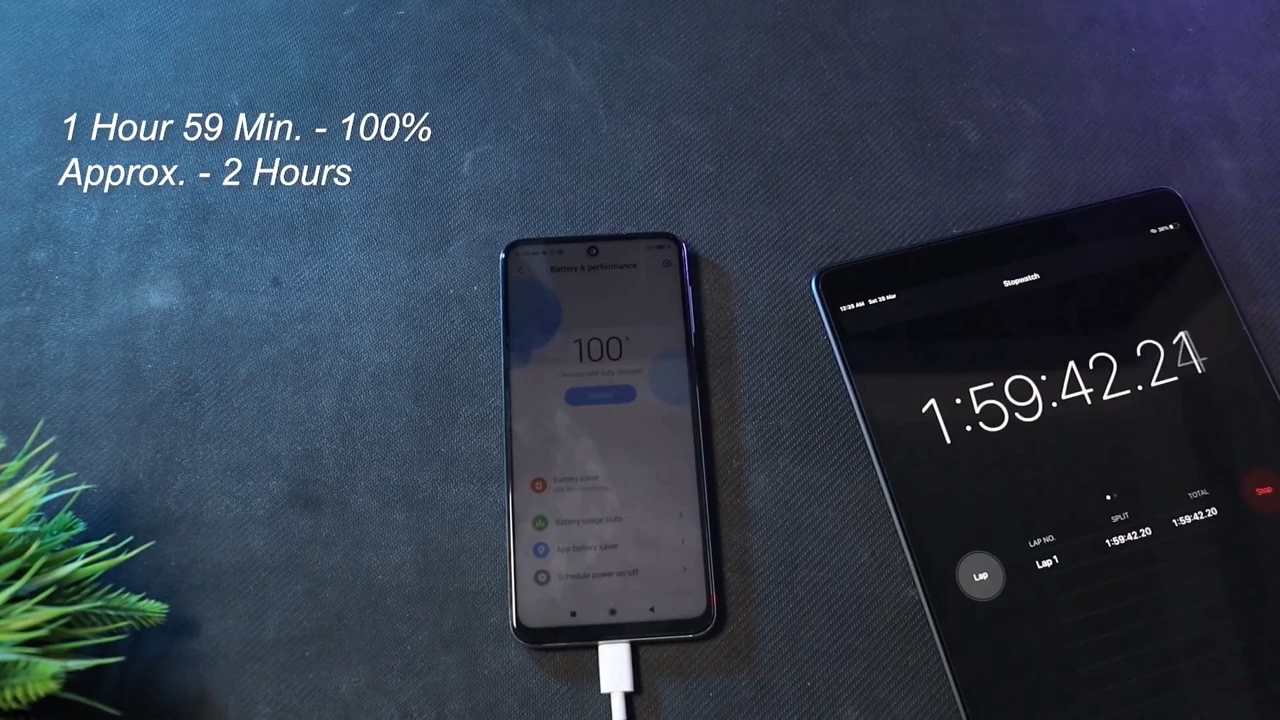 1 Hour 59 Min. - 100%
Approx. - 2 Hours
Battery & performance
100
Battery saver
Battery usage stats
App battery saver
Schedule power on/off
Stopwatch
1:59:42.21
LAP NO.
SPLIT
TOTAL
Lap 1
1:59:42.20
1:59:42.20
Lap
Stop